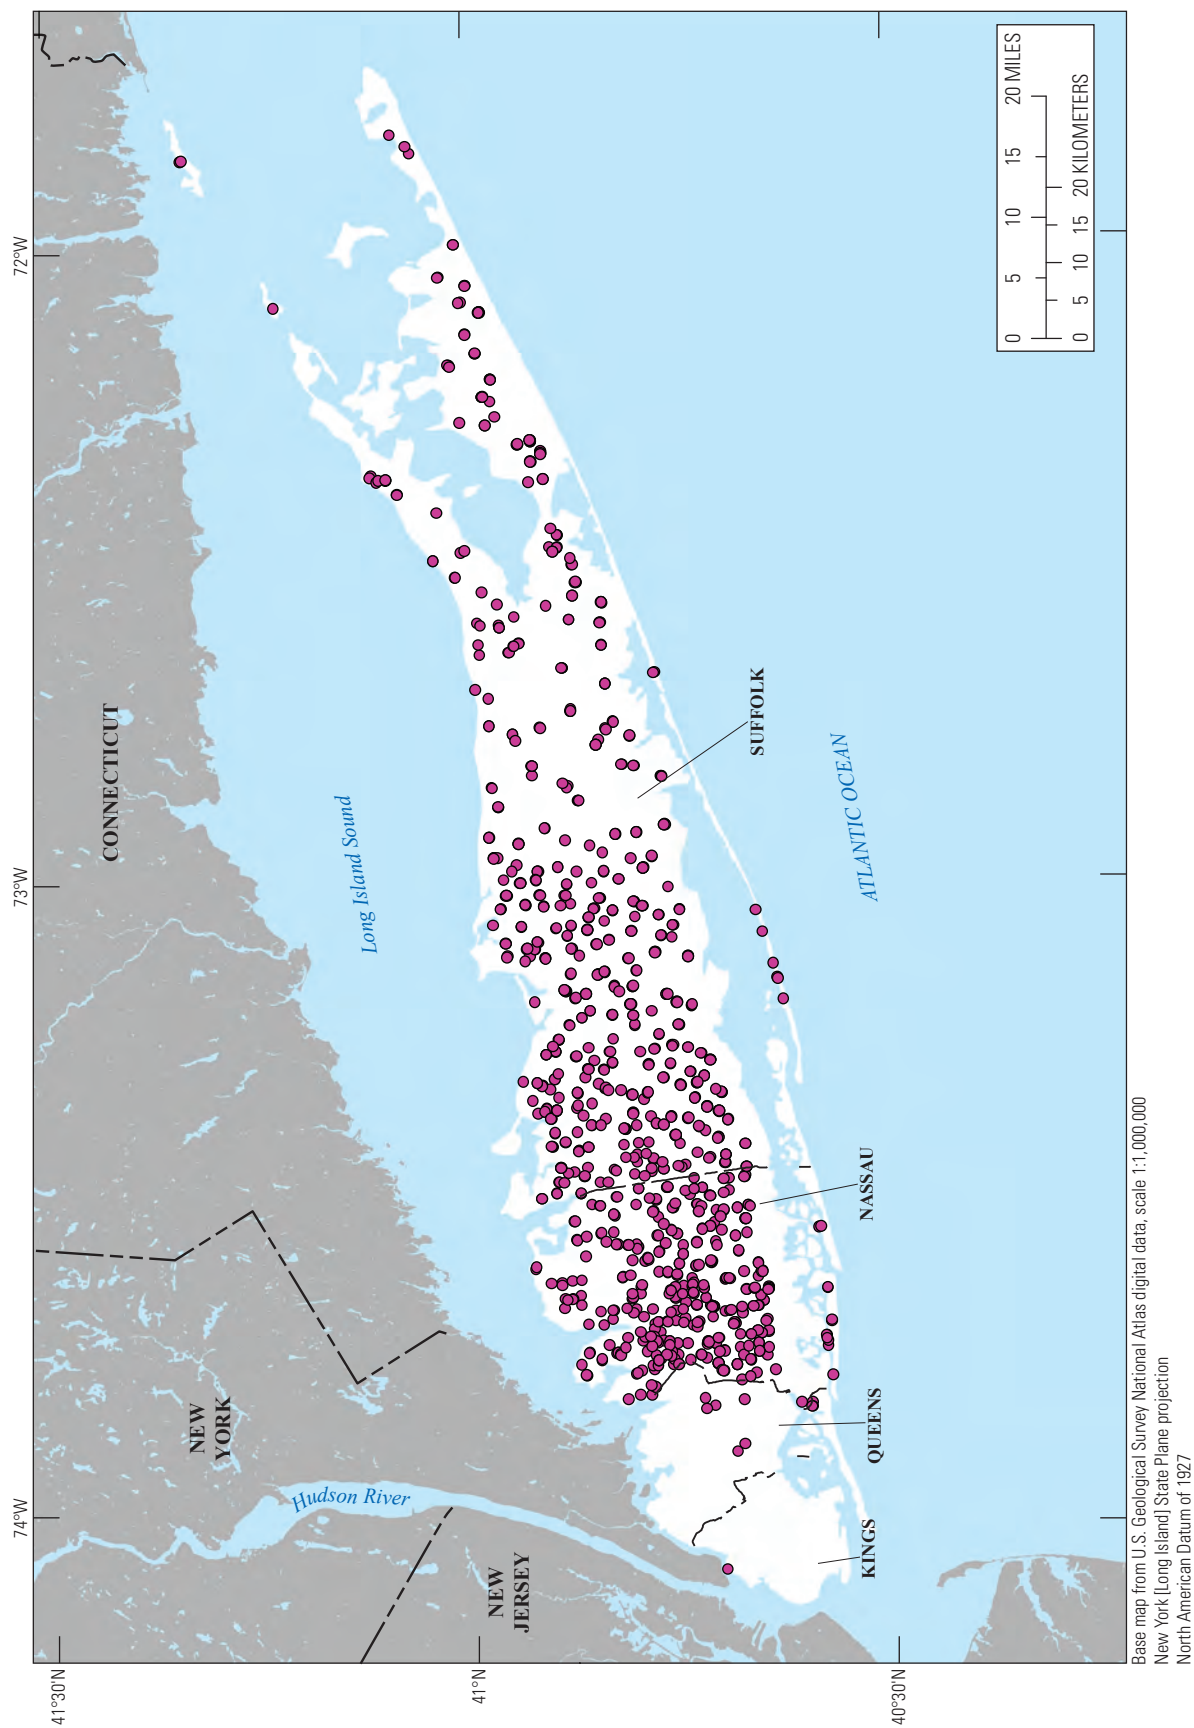 74°W
73°W
72°W
41°30'N
41°N
40°30'N
CONNECTICUT
NEW
YORK
NEW
JERSEY
Hudson River
Long Island Sound
ATLANTIC OCEAN
SUFFOLK
NASSAU
QUEENS
KINGS
0 5 10 15 20 MILES
0 5 10 15 20 KILOMETERS
Base map from U.S. Geological Survey National Atlas digital data, scale 1:1,000,000
New York [Long Island] State Plane projection
North American Datum of 1927